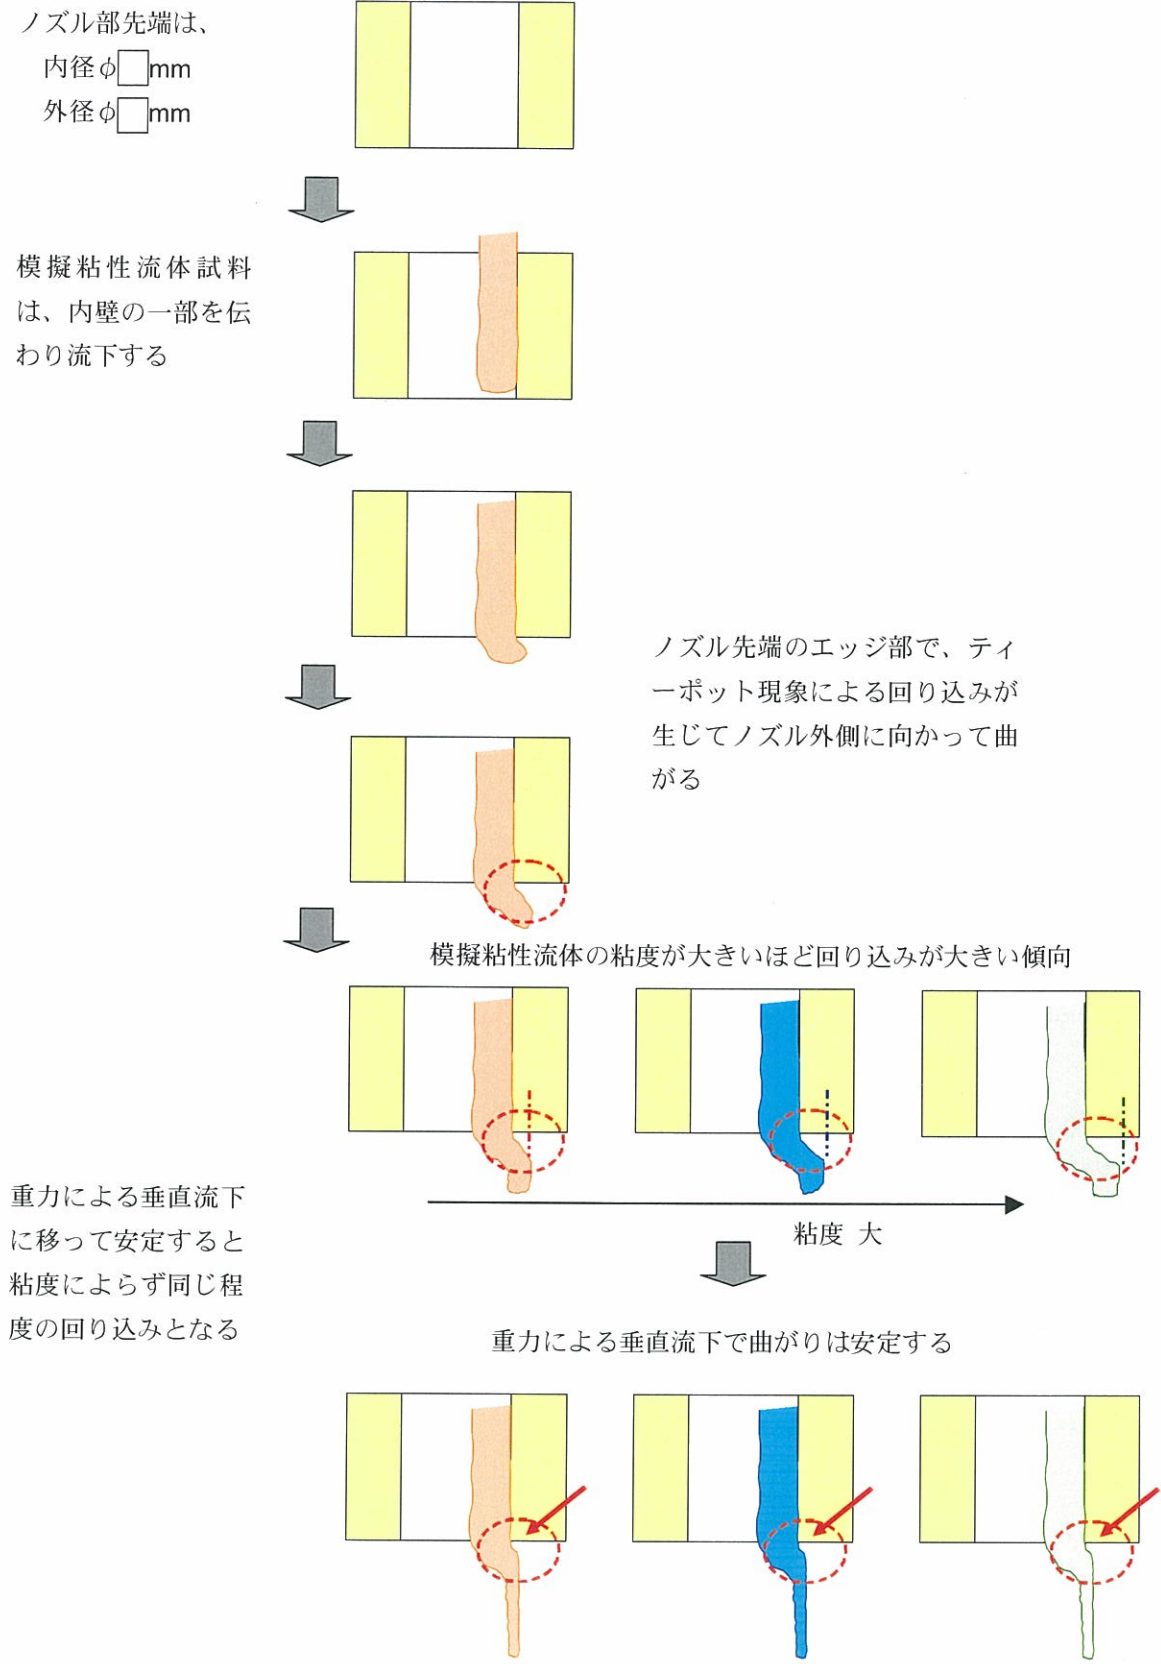 ノズル部先端は、
内径φ□mm
外径φ□mm
模擬粘性流体試料
は、内壁の一部を伝
わり流下する
ノズル先端のエッジ部で、ティ
ーポット現象による回り込みが
生じてノズル外側に向かって曲
がる
模擬粘性流体の粘度が大きいほど回り込みが大きい傾向
粘度 大
重力による垂直流下
に移って安定すると
粘度によらず同じ程
度の回り込みとなる
重力による垂直流下で曲がりは安定する